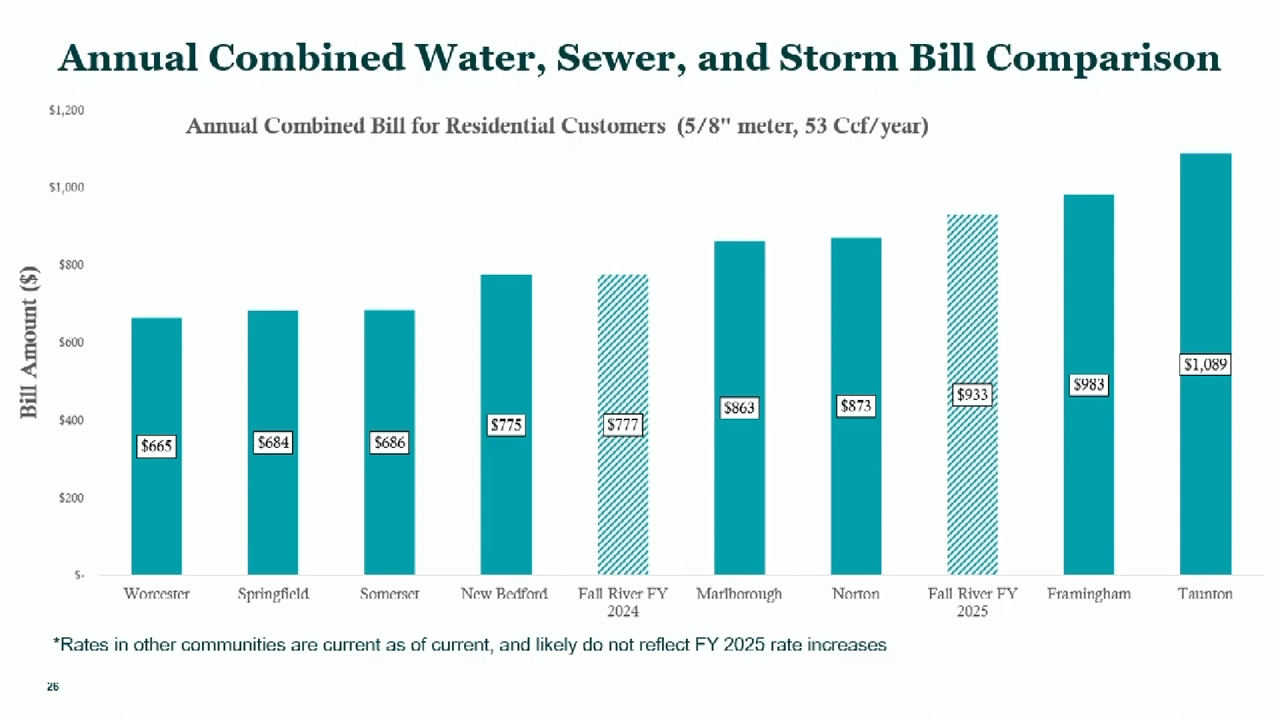 Annual Combined Water, Sewer, and Storm Bill Comparison
Annual Combined Bill for Residential Customers (5/8" meter, 53 Ccf/year)
Bill Amount ($)
$1,200
$1,000
$800
$600
$400
$200
$-
$665
$684
$686
$775
$777
$863
$873
$933
$983
$1,089
Worcester
Springfield
Somerset
New Bedford
Fall River FY
2024
Marlborough
Norton
Fall River FY
2025
Framingham
Taunton
*Rates in other communities are current as of current, and likely do not reflect FY 2025 rate increases
26